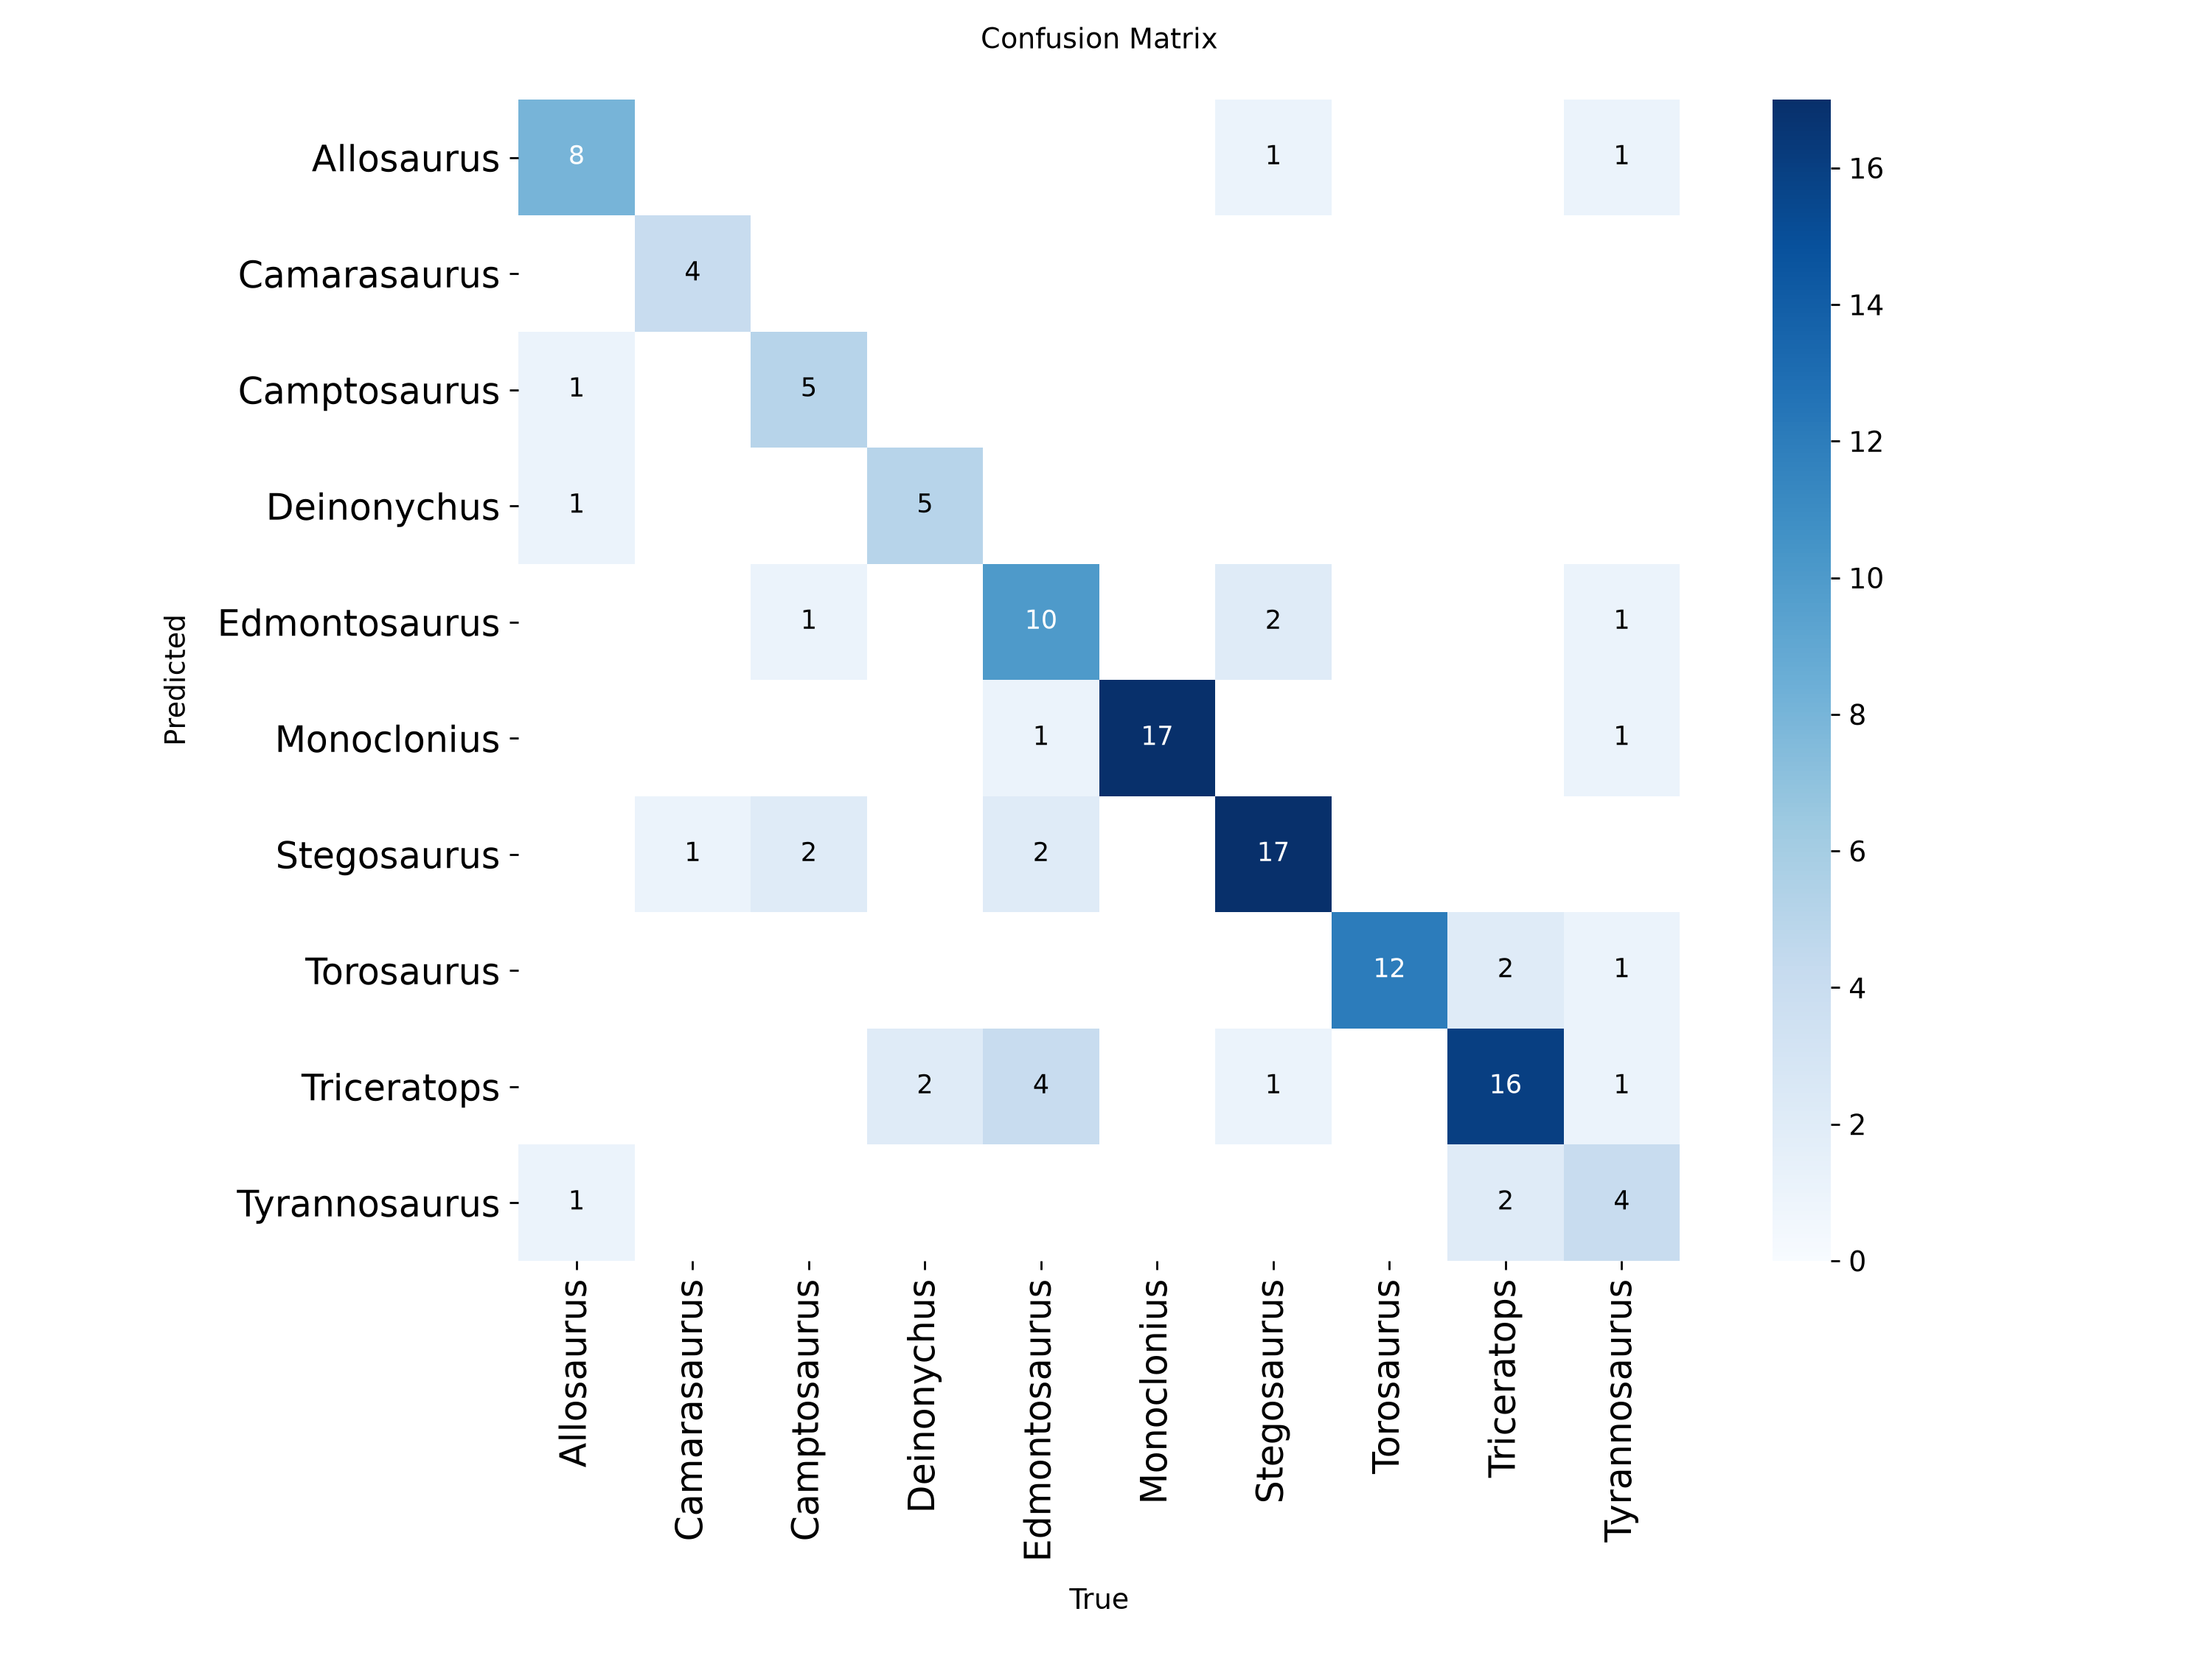 Confusion Matrix
Allosaurus 8 1 1
Camarasaurus 4
Camptosaurus 1 5
Deinonychus 1 5
Edmontosaurus 1 10 2 1
Monoclonius 1 17 1
Stegosaurus 1 2 2 17
Torosaurus 12 2 1
Triceratops 2 4 1 16 1
Tyrannosaurus 1 2 4
Predicted
Allosaurus
Camarasaurus
Camptosaurus
Deinonychus
Edmontosaurus
Monoclonius
Stegosaurus
Torosaurus
Triceratops
Tyrannosaurus
True
16
14
12
10
8
6
4
2
0